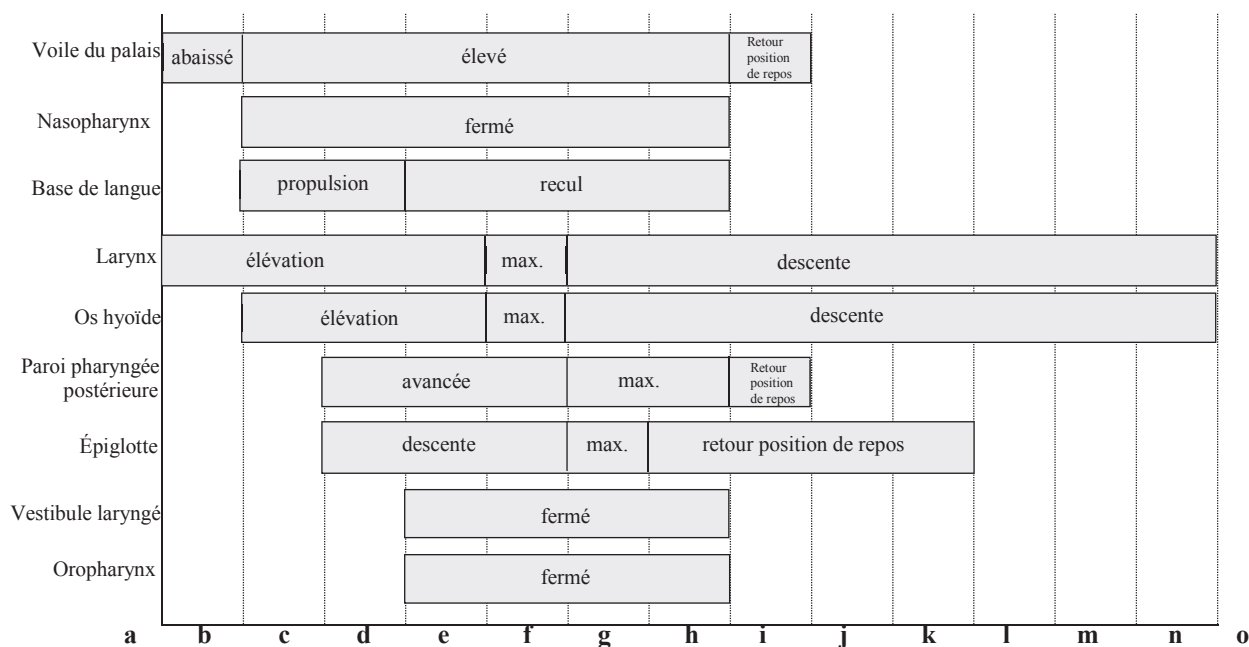 Voile du palais
abaissé
élevé
Retour
position
de repos
Nasopharynx
fermé
Base de langue
propulsion
recul
Larynx
élévation
max.
descente
Os hyoïde
élévation
max.
descente
Paroi pharyngée
postérieure
avancée
max.
Retour
position
de repos
Épiglotte
descente
max.
retour position de repos
Vestibule laryngé
fermé
Oropharynx
fermé
a b c d e f g h i j k l m n o